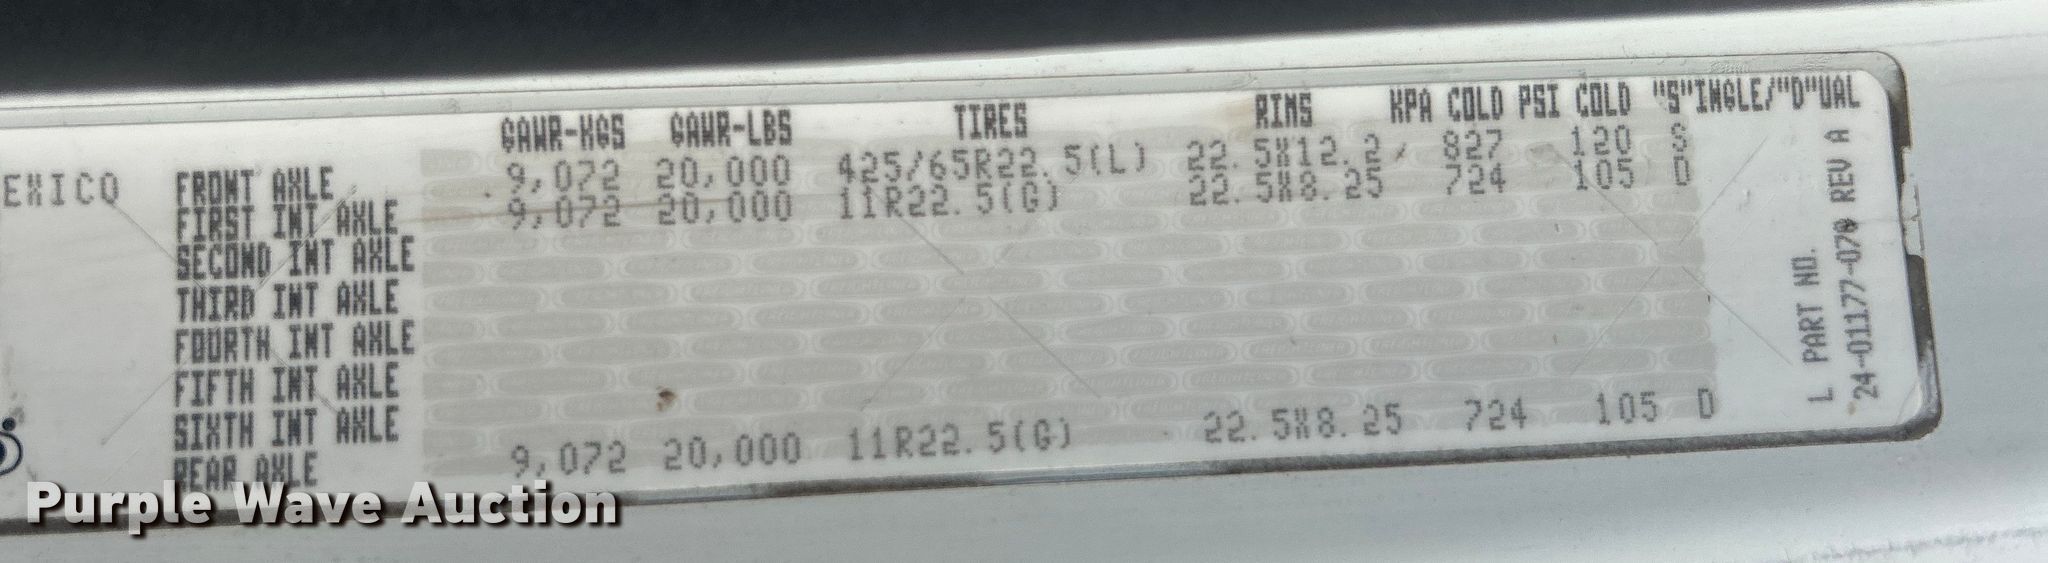 GAWR-KGS GAWR-LBS TIRES RIMS KPA COLD PSI COLD "S"INGLE/"D"UAL
EXICO FRONT AXLE 9,072 20,000 425/65R22.5(L) 22.5X12.2 827 120 S
FIRST INT AXLE 9,072 20,000 11R22.5(G) 22.5X8.25 724 105 D
SECOND INT AXLE
THIRD INT AXLE
FOURTH INT AXLE
FIFTH INT AXLE
SIXTH INT AXLE
REAR AXLE 9,072 20,000 11R22.5(G) 22.5X8.25 724 105 D
L PART NO.
24-01177-070 REV A
Purple Wave Auction